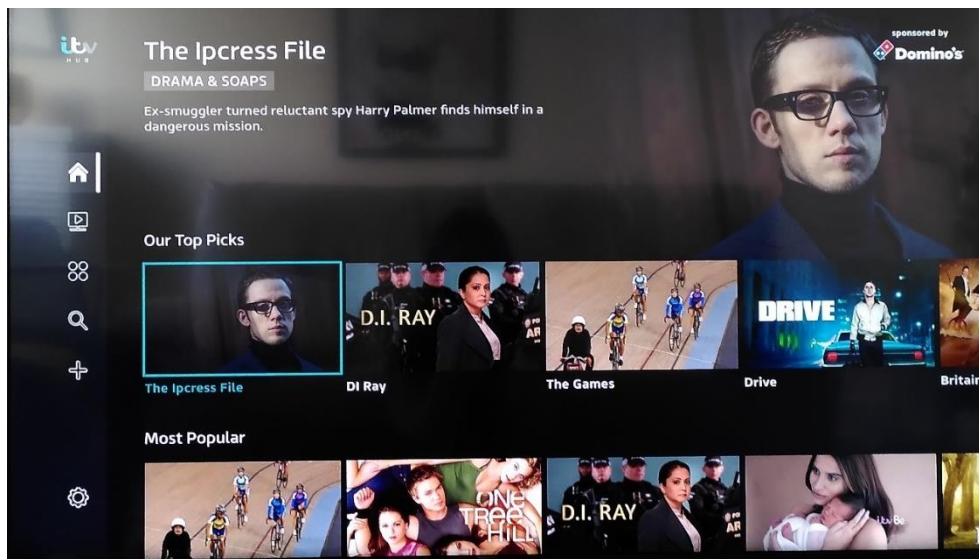 itv
HUB
The Ipcress File
sponsored by
Domino's
DRAMA & SOAPS
Ex-smuggler turned reluctant spy Harry Palmer finds himself in a
dangerous mission.
Our Top Picks
D.I. RAY
DRIVE
The Ipcress File
DI Ray
The Games
Drive
Britain
Most Popular
ONE
TREE
HILL
D.I. RAY
itvBe